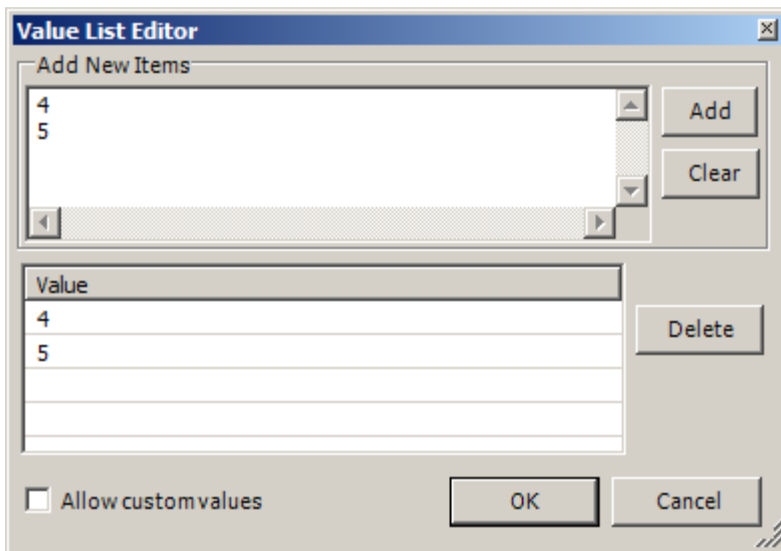 Value List Editor
Add New Items
4
5
Add
Clear
Value
4
5
Delete
Allow custom values
OK
Cancel